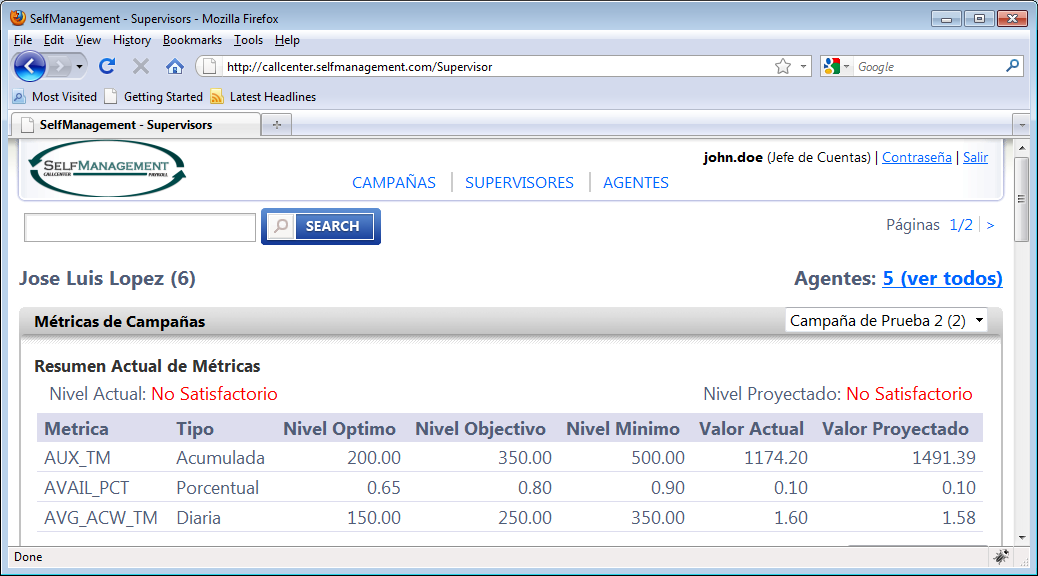 SelfManagement - Supervisors - Mozilla Firefox
File Edit View History Bookmarks Tools Help
http://callcenter.selfmanagement.com/Supervisor Google
Most Visited Getting Started Latest Headlines
SelfManagement - Supervisors
SELFMANAGEMENT
CALLCENTER PAYROLL
john.doe (Jefe de Cuentas) | Contraseña | Salir
CAMPAÑAS SUPERVISORES AGENTES
SEARCH Páginas 1/2 >
Jose Luis Lopez (6) Agentes: 5 (ver todos)
Métricas de Campañas Campaña de Prueba 2 (2)
Resumen Actual de Métricas
Nivel Actual: No Satisfactorio Nivel Proyectado: No Satisfactorio
Metrica Tipo Nivel Optimo Nivel Objectivo Nivel Minimo Valor Actual Valor Proyectado
AUX_TM Acumulada 200.00 350.00 500.00 1174.20 1491.39
AVAIL_PCT Porcentual 0.65 0.80 0.90 0.10 0.10
AVG_ACW_TM Diaria 150.00 250.00 350.00 1.60 1.58
Done